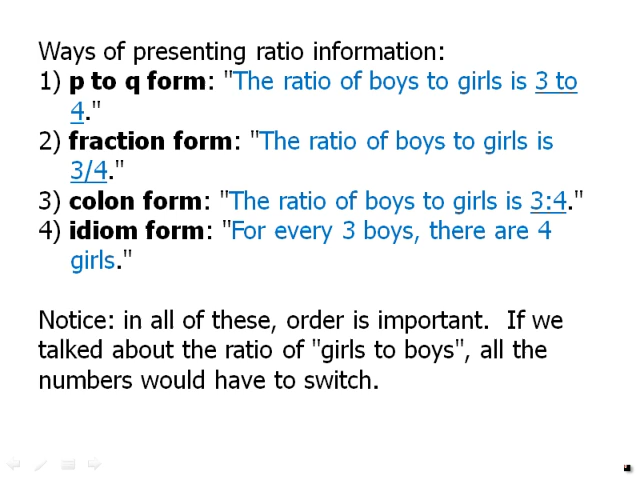 Ways of presenting ratio information:
1) p to q form: "The ratio of boys to girls is 3 to
4."
2) fraction form: "The ratio of boys to girls is
3/4."
3) colon form: "The ratio of boys to girls is 3:4."
4) idiom form: "For every 3 boys, there are 4
girls."
Notice: in all of these, order is important.  If we
talked about the ratio of "girls to boys", all the
numbers would have to switch.